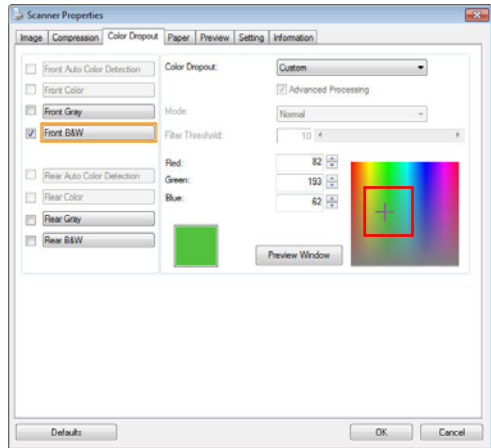 Scanner Properties
Image Compression Color Dropout Paper Preview Setting Information
Front Auto Color Detection
Front Color
Front Gray
Front B&W
Rear Auto Color Detection
Rear Color
Rear Gray
Rear B&W
Color Dropout: Custom
Advanced Processing
Mode: Normal
Filter Threshold: 10
Red: 82
Green: 193
Blue: 62
Preview Window
Defaults OK Cancel